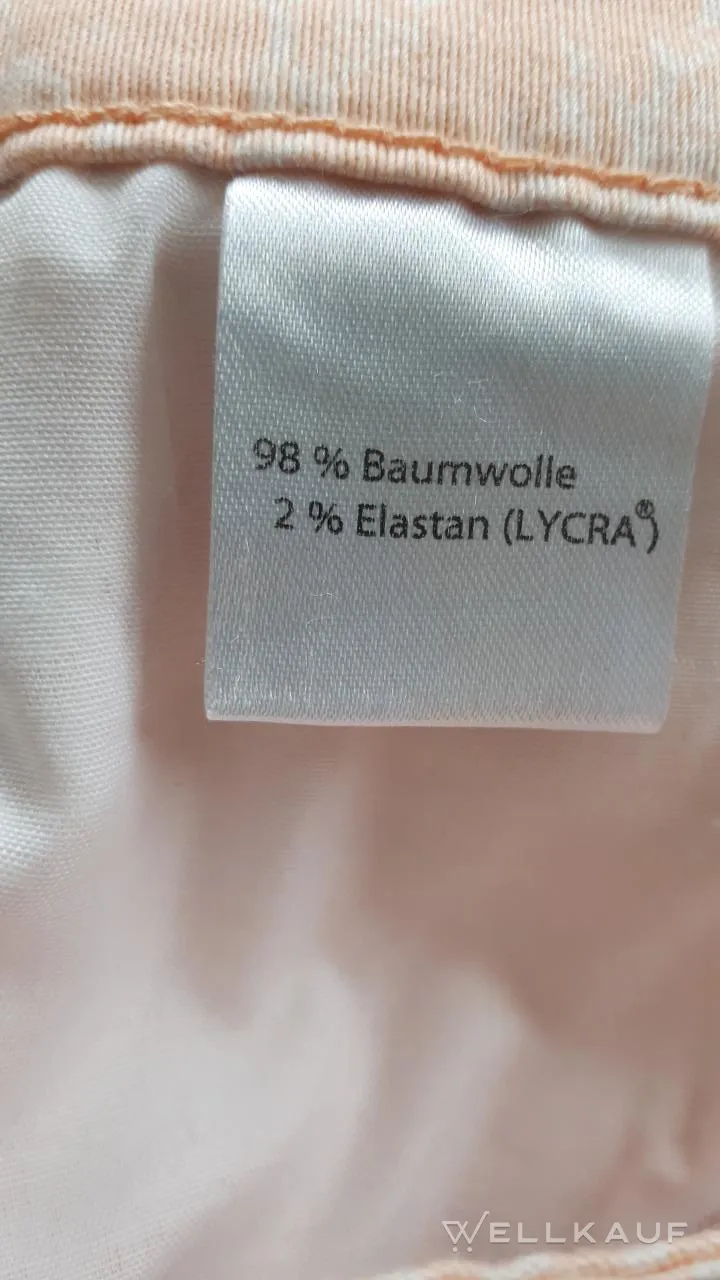 98 % Baumwolle
2 % Elastan (LYCRA®)
WELLKAUF